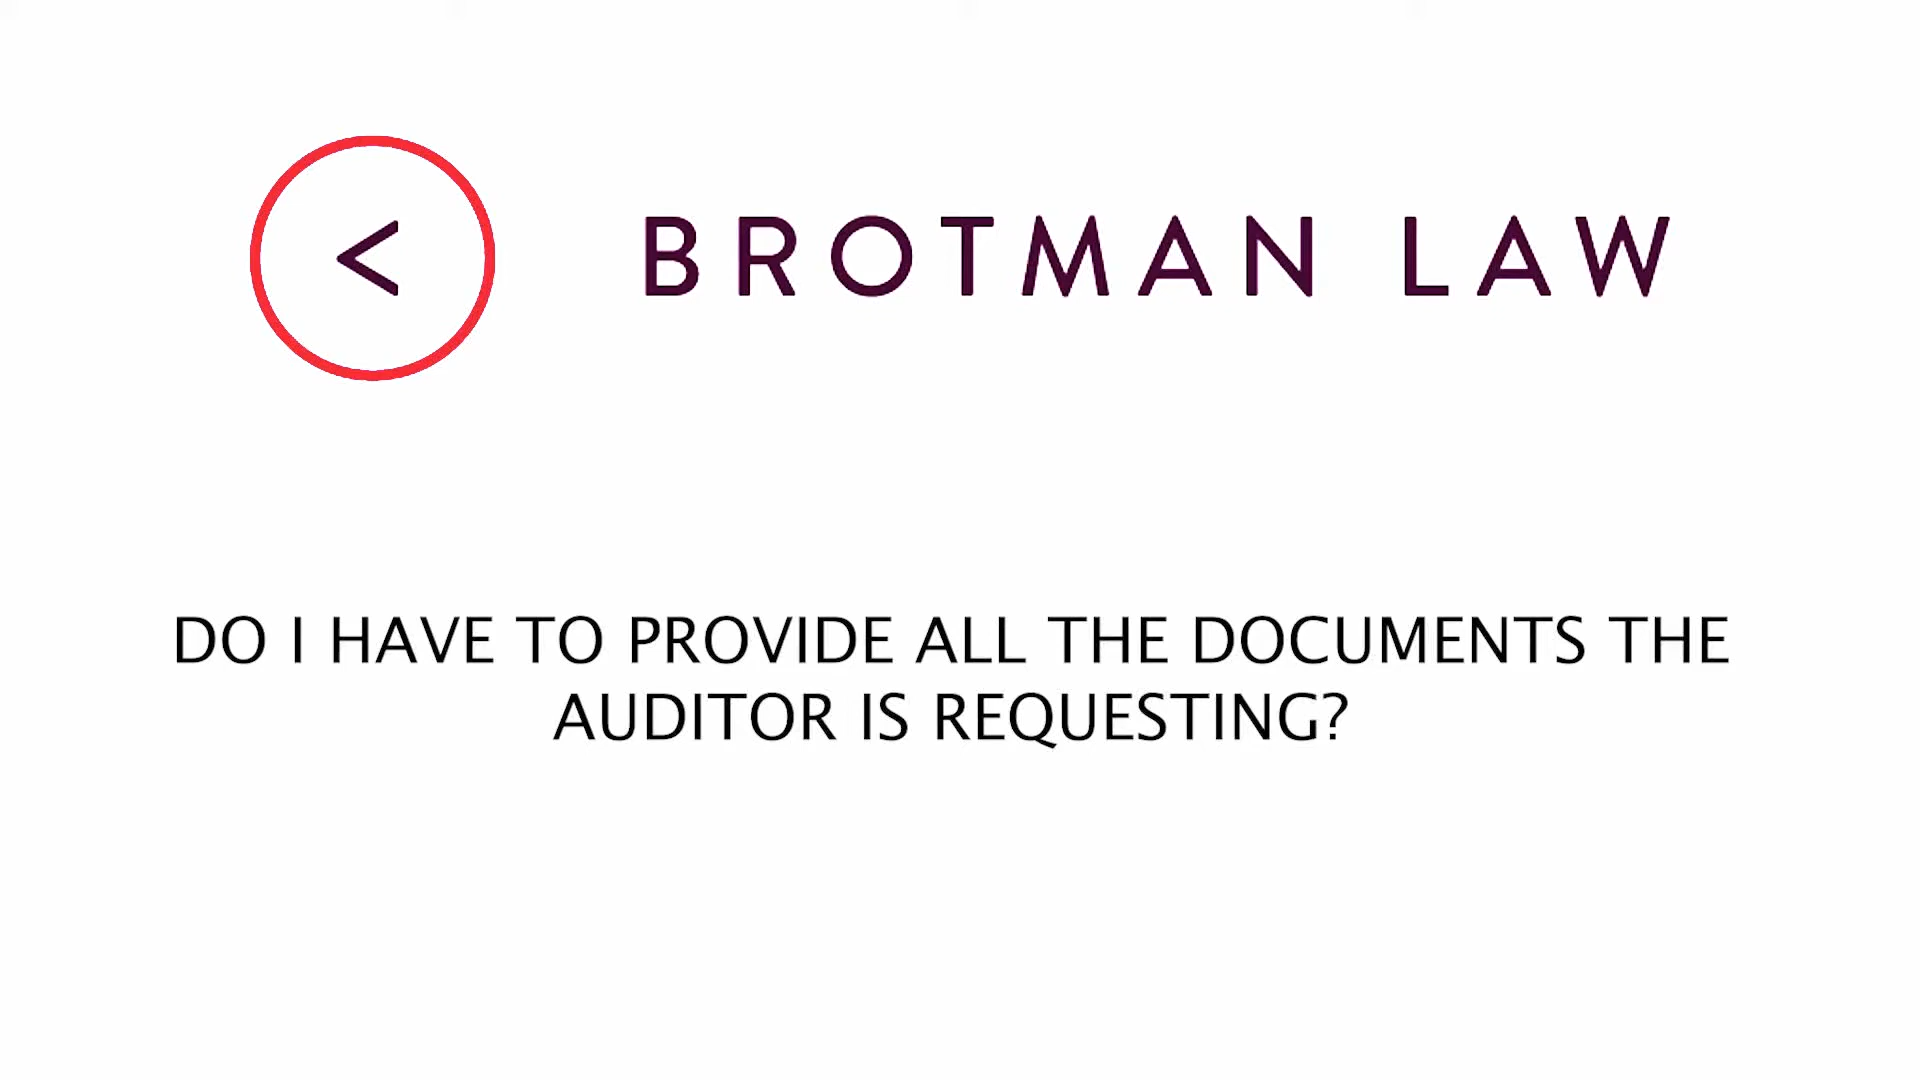 < BROTMAN LAW
DO I HAVE TO PROVIDE ALL THE DOCUMENTS THE
AUDITOR IS REQUESTING?